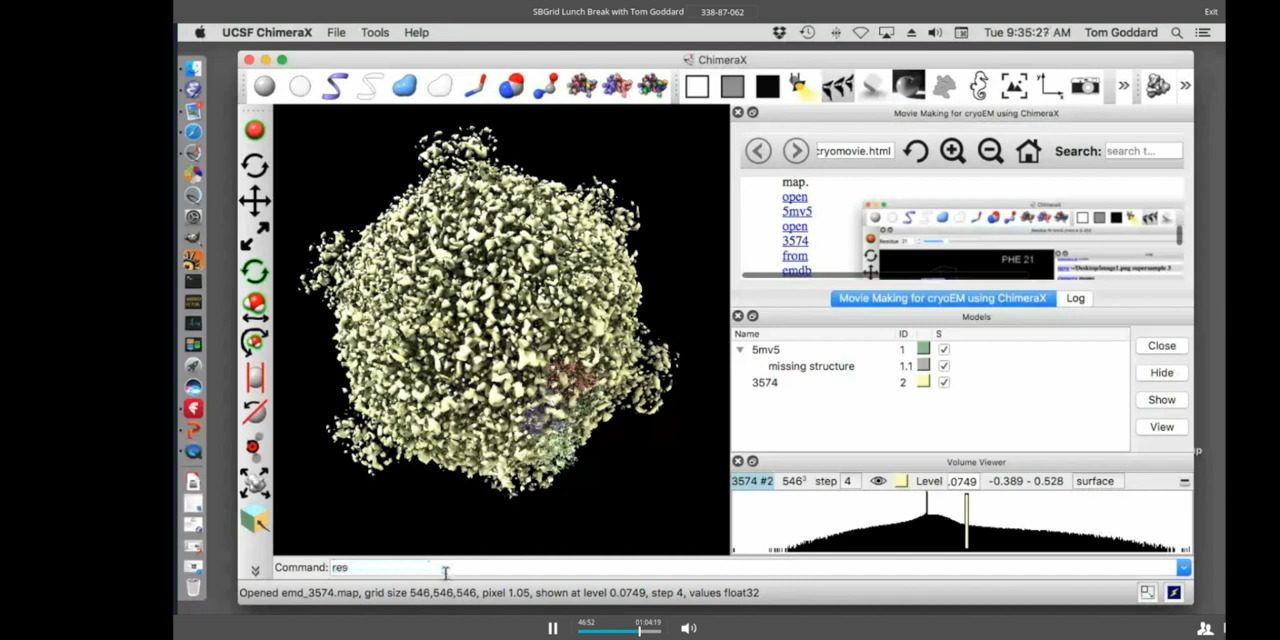 SBGrid Lunch Break with Tom Goddard 338-87-062 Exit
UCSF ChimeraX File Tools Help Tue 9:35:27 AM Tom Goddard
ChimeraX
» »
Movie Making for cryoEM using ChimeraX
cryomovie.html Search: search t...
map.
open
5mv5
open
3574
from
emdb
PHE 21
Movie Making for cryoEM using ChimeraX Log
Models
Name ID S
5mv5 1
missing structure 1.1
3574 2
Close
Hide
Show
View
Volume Viewer
3574 #2 546³ step 4 Level .0749 -0.389 - 0.528 surface
Command: res
Opened emd_3574.map, grid size 546,546,546, pixel 1.05, shown at level 0.0749, step 4, values float32
46:52 01:04:19